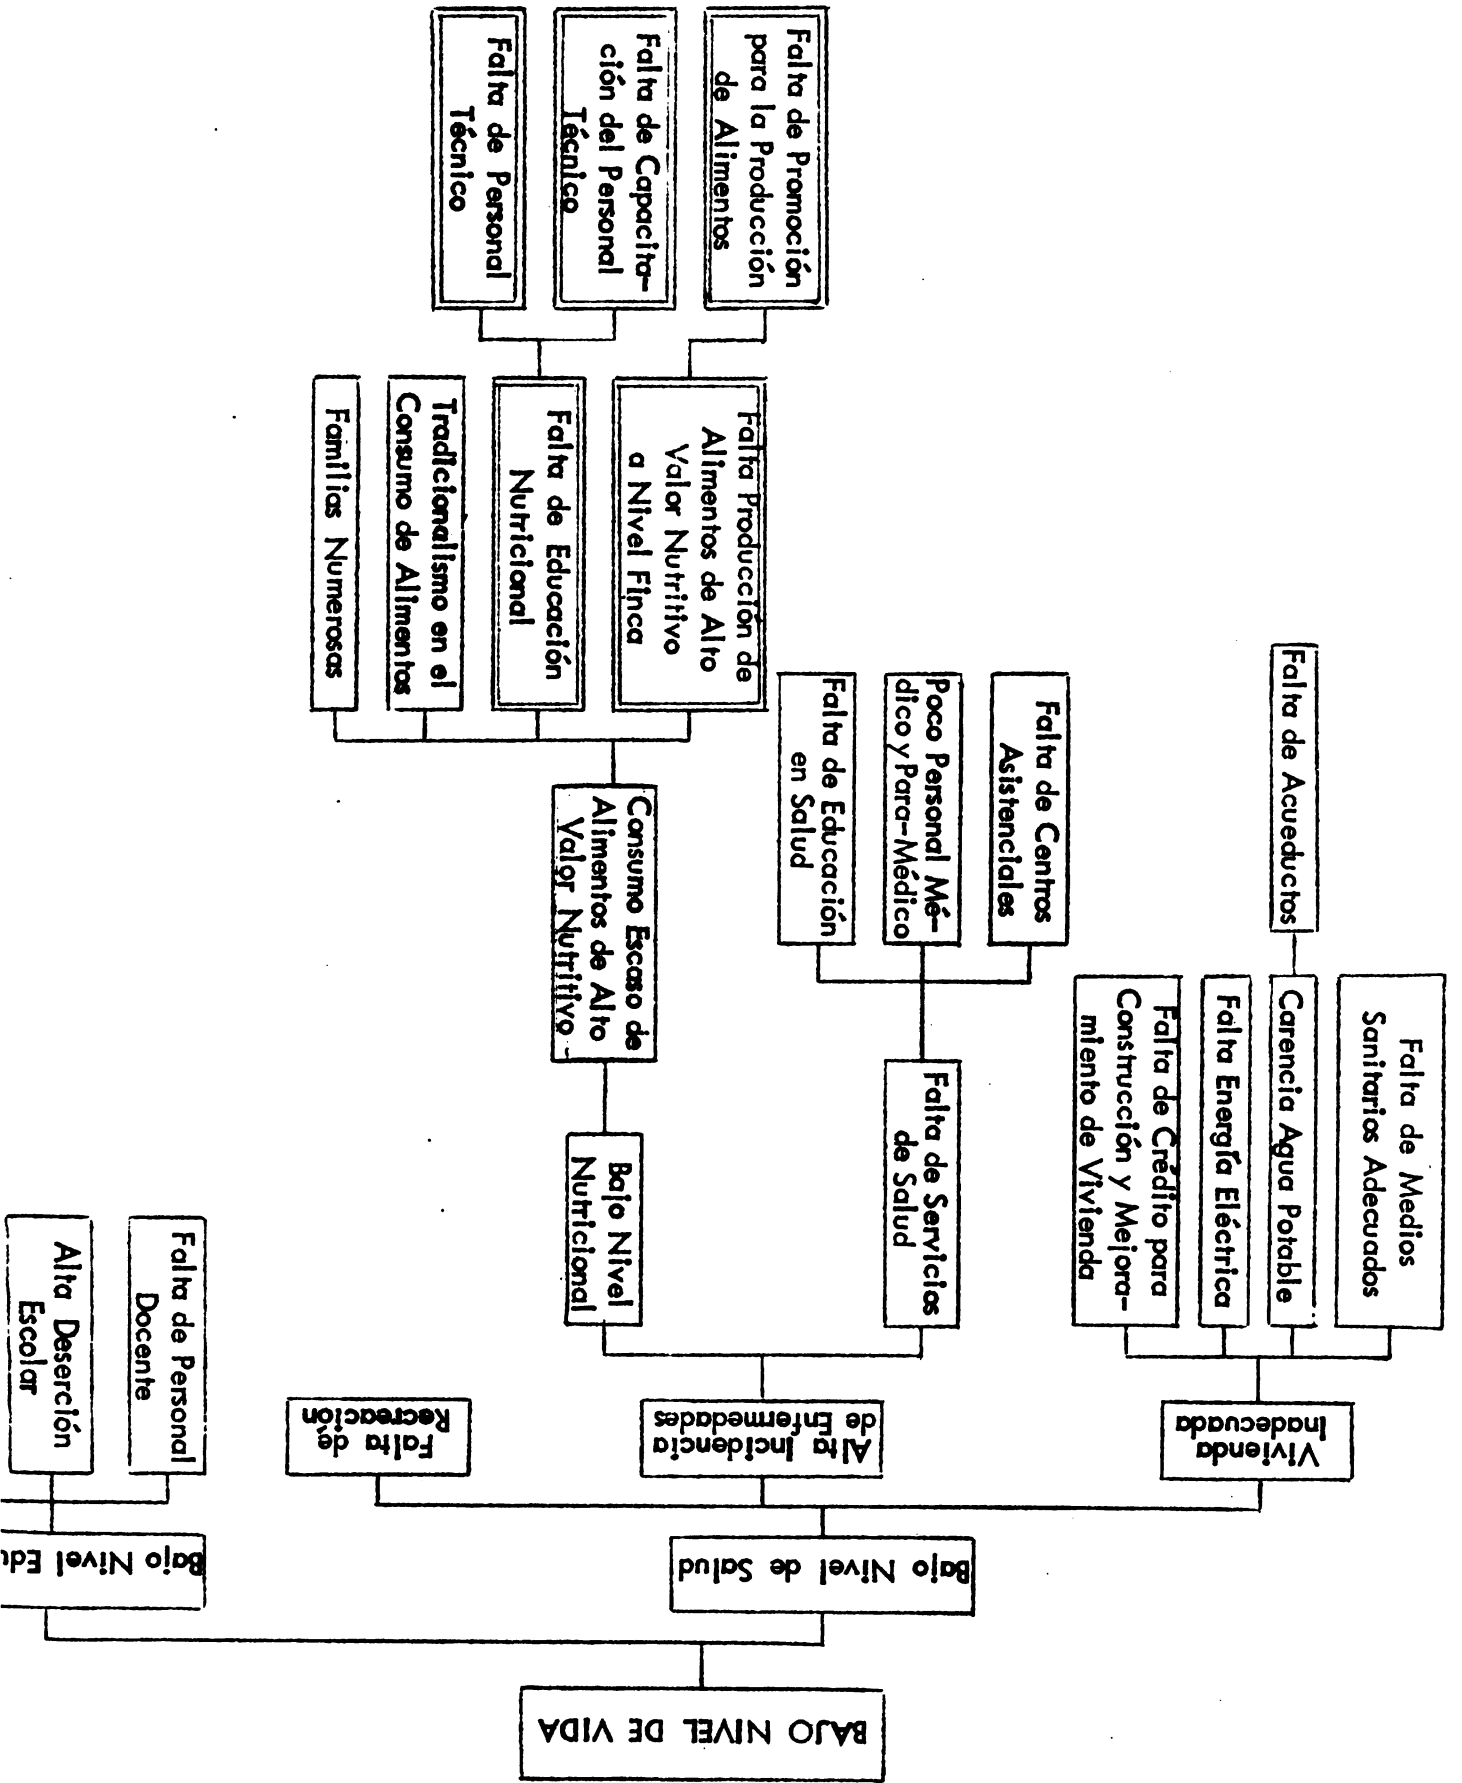 BAJO NIVEL DE VIDA
Bajo Nivel de Salud
Bajo Nivel
Vivienda
Inadecuada
Alta Incidencia
de Enfermedades
Falta de
Recreación
Falta de Personal
Docente
Alta Deserción
Escolar
Falta de Medios
Sanitarios Adecuados
Carencia Agua Potable
Falta Energía Eléctrica
Falta de Crédito para
Construcción y Mejora-
miento de Vivienda
Falta de Acueductos
Falta de Servicios
de Salud
Bajo Nivel
Nutricional
Falta de Centros
Asistenciales
Poco Personal Mé-
dico y Para-Médico
Falta de Educación
en Salud
Consumo Escaso de
Alimentos de Alto
Valor Nutritivo
Falta Producción de
Alimentos de Alto
Valor Nutritivo
a Nivel Finca
Falta de Educación
Nutricional
Tradicionalismo en el
Consumo de Alimentos
Familias Numerosas
Falta de Promoción
para la Producción
de Alimentos
Falta de Capacita-
ción del Personal
Técnico
Falta de Personal
Técnico